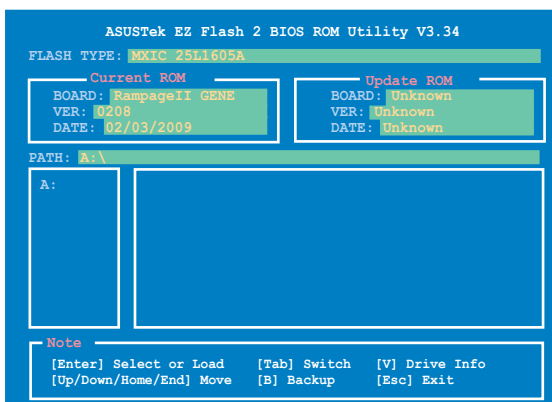 ASUSTek EZ Flash 2 BIOS ROM Utility V3.34
FLASH TYPE: MXIC 25L1605A
Current ROM
BOARD: RampageII GENE
VER: 0208
DATE: 02/03/2009
Update ROM
BOARD: Unknown
VER: Unknown
DATE: Unknown
PATH: A:\
A:
Note
[Enter] Select or Load [Tab] Switch [V] Drive Info
[Up/Down/Home/End] Move [B] Backup [Esc] Exit